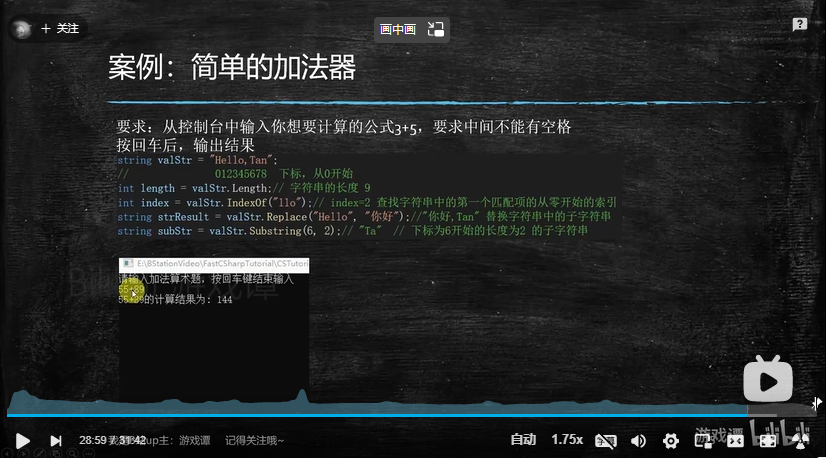 + 关注
画中画
?
案例：简单的加法器
要求：从控制台中输入你想要计算的公式3+5，要求中间不能有空格
按回车后，输出结果
string valStr = "Hello,Tan";
// 012345678 下标，从0开始
int length = valStr.Length;// 字符串的长度 9
int index = valStr.IndexOf("llo");// index=2 查找字符串中的第一个匹配项的从零开始的索引
string strResult = valStr.Replace("Hello", "你好");//"你好,Tan" 替换字符串中的子字符串
string subStr = valStr.Substring(6, 2);// "Ta" // 下标为6开始的长度为2 的子字符串
E:\BStationVideo\FastCSharpTutorial\CSTutori
请输入加法算术题，按回车键结束输入
55+89
55+89的计算结果为: 144
28:59 / 31:42
up主：游戏谭 记得关注哦~
自动 1.75x
游戏谭 bilibili